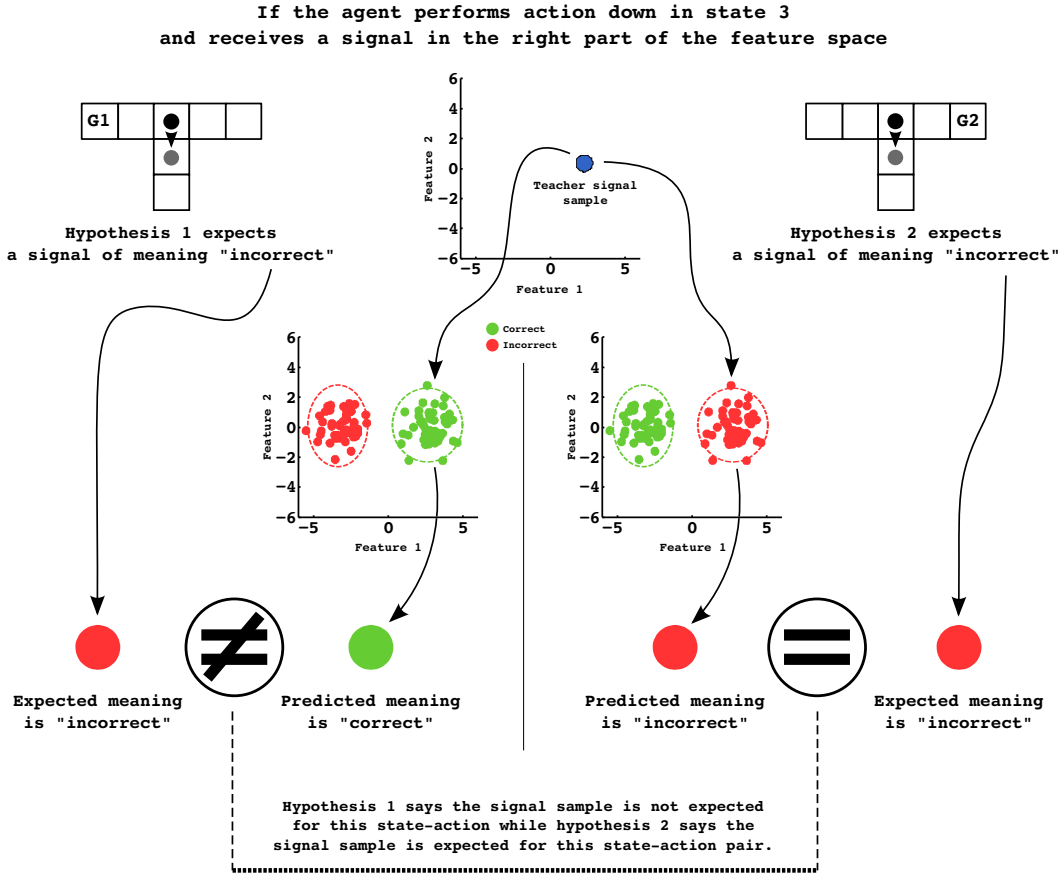 If the agent performs action down in state 3
and receives a signal in the right part of the feature space
G1
Hypothesis 1 expects
a signal of meaning "incorrect"
6
4
2
0
−2
−4
−6
Feature 2
Teacher signal
sample
−5
0
5
Feature 1
G2
Hypothesis 2 expects
a signal of meaning "incorrect"
Correct
Incorrect
6
4
2
0
−2
−4
−6
Feature 2
−5
0
5
Feature 1
6
4
2
0
−2
−4
−6
Feature 2
−5
0
5
Feature 1
Expected meaning
is "incorrect"
Predicted meaning
is "correct"
Predicted meaning
is "incorrect"
Expected meaning
is "incorrect"
Hypothesis 1 says the signal sample is not expected
for this state-action while hypothesis 2 says the
signal sample is expected for this state-action pair.